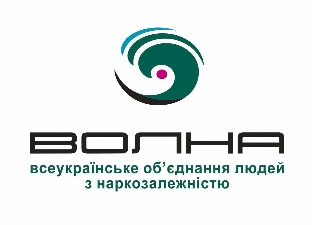 ВОЛНА
всеукраїнське об’єднання людей
з наркозалежністю